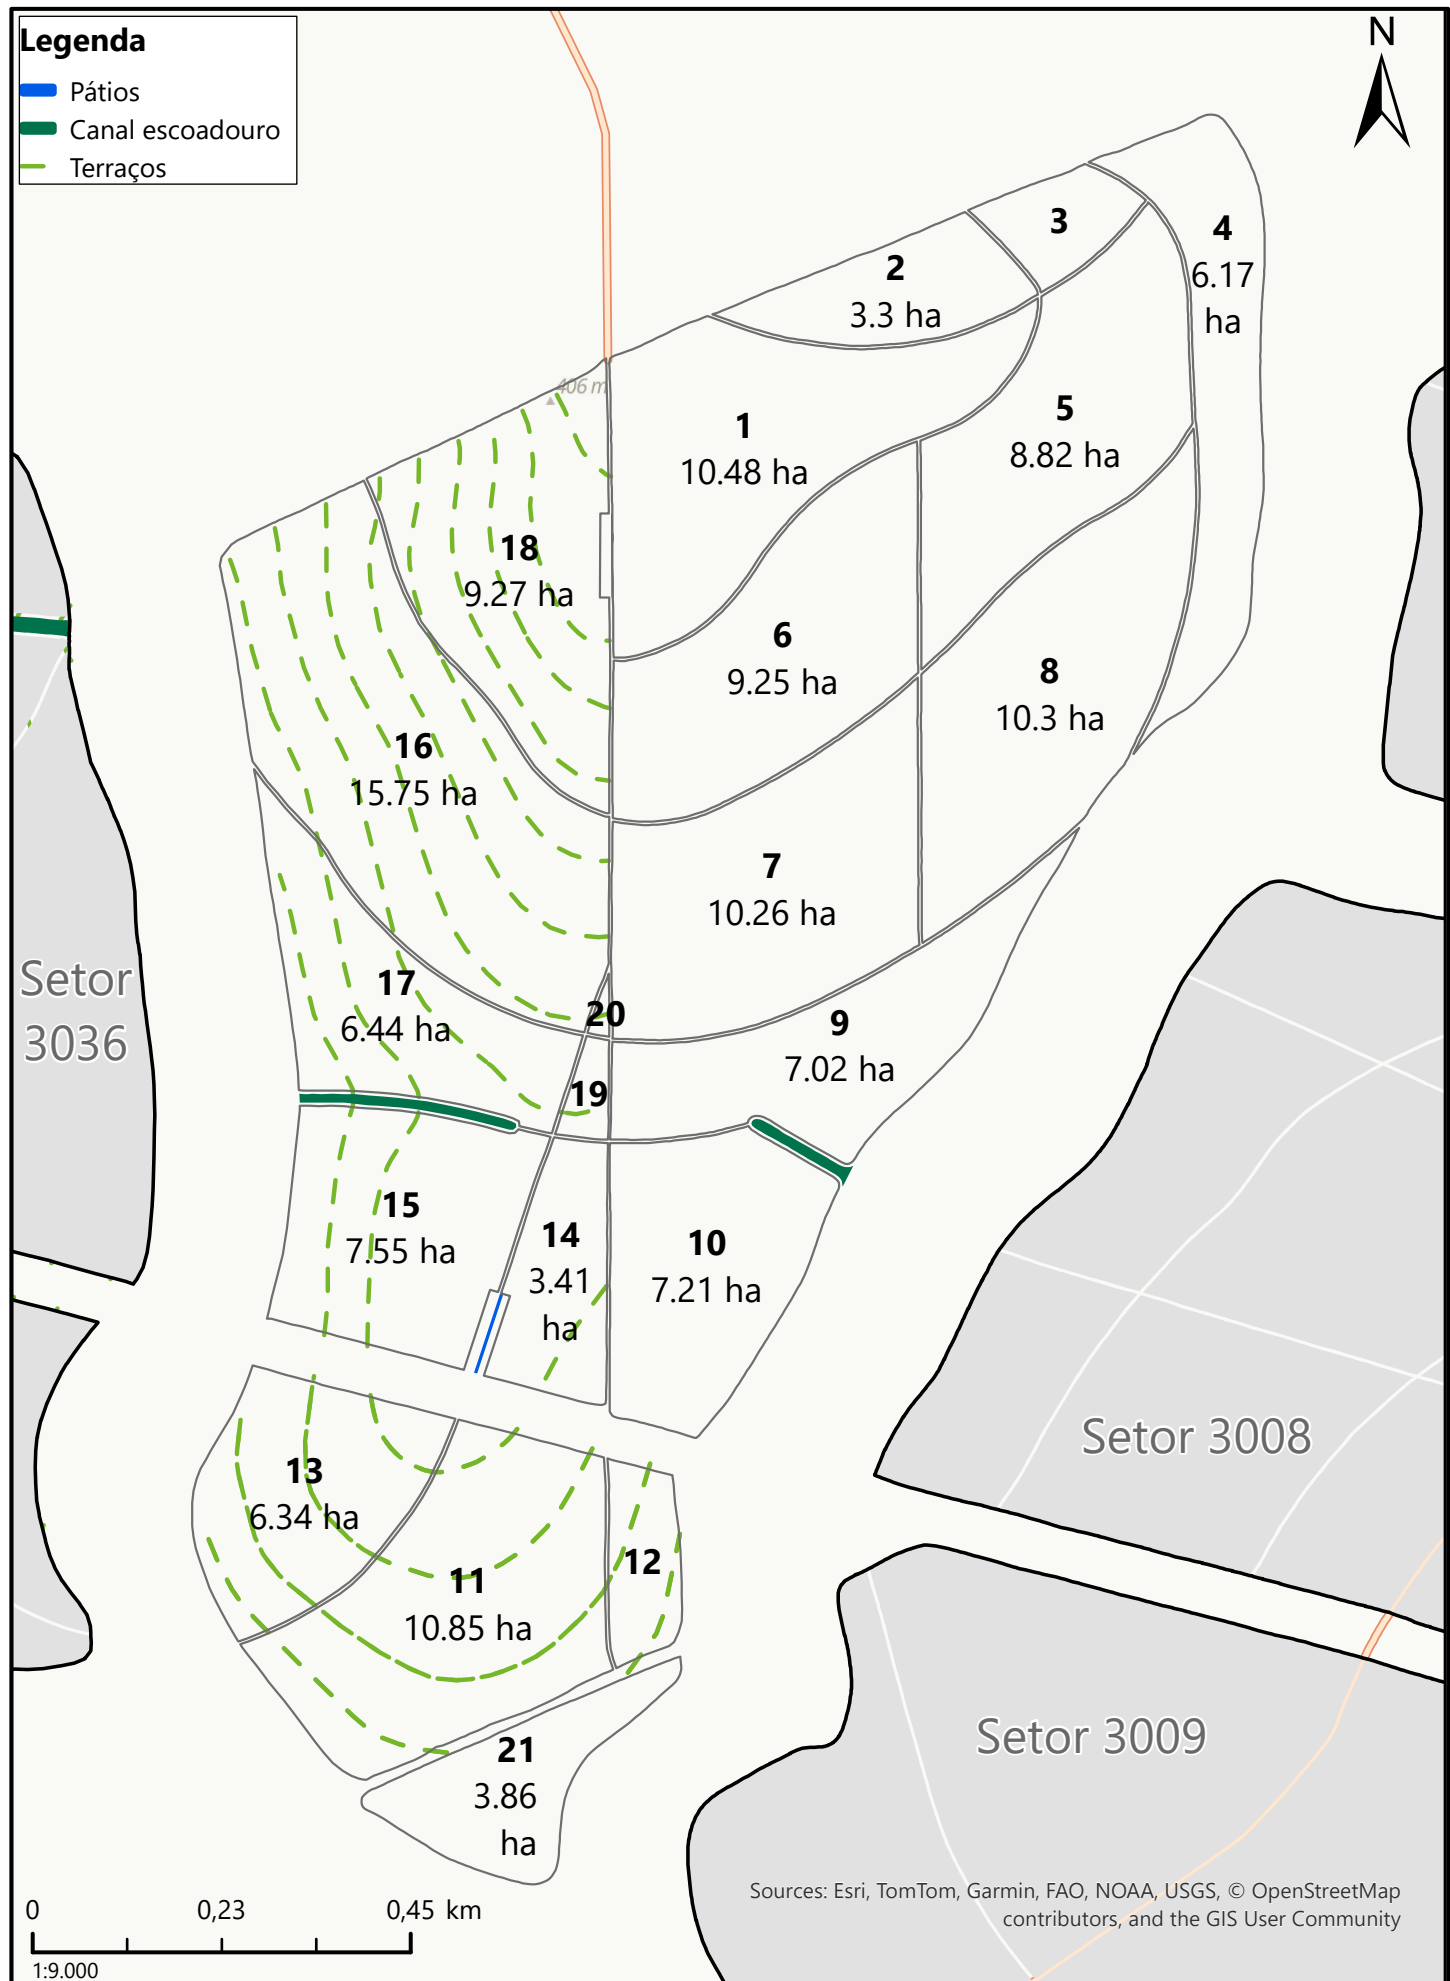 Legenda
Pátios
Canal escoadouro
Terraços
N
406 m
1
10.48 ha
2
3.3 ha
3
4
6.17
ha
5
8.82 ha
6
9.25 ha
7
10.26 ha
8
10.3 ha
9
7.02 ha
10
7.21 ha
11
10.85 ha
12
13
6.34 ha
14
3.41
ha
15
7.55 ha
16
15.75 ha
17
6.44 ha
18
9.27 ha
19
20
21
3.86
ha
Setor
3036
Setor 3008
Setor 3009
0
0,23
0,45 km
1:9.000
Sources: Esri, TomTom, Garmin, FAO, NOAA, USGS, © OpenStreetMap
contributors, and the GIS User Community